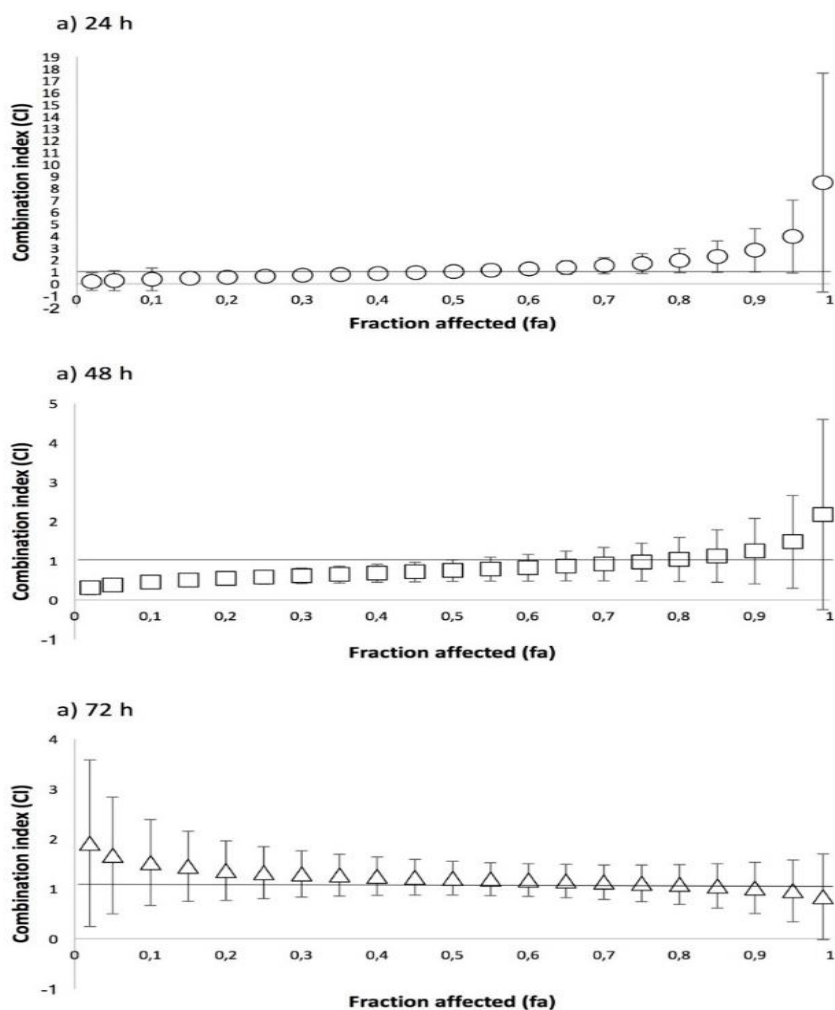 a) 24 h
Combination index (CI)
19
18
17
16
15
14
13
12
11
10
9
8
7
6
5
4
3
2
1
0
-1
-2
0 0,1 0,2 0,3 0,4 0,5 0,6 0,7 0,8 0,9 1
Fraction affected (fa)
a) 48 h
Combination index (CI)
5
4
3
2
1
0
-1
0 0,1 0,2 0,3 0,4 0,5 0,6 0,7 0,8 0,9 1
Fraction affected (fa)
a) 72 h
Combination index (CI)
4
3
2
1
0
-1
0 0,1 0,2 0,3 0,4 0,5 0,6 0,7 0,8 0,9 1
Fraction affected (fa)